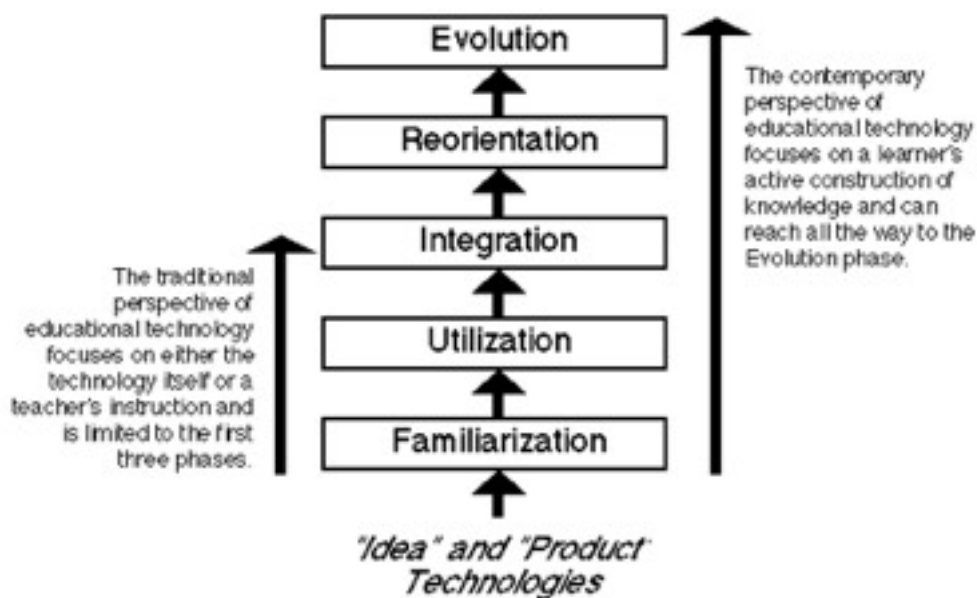 Evolution
Reorientation
Integration
Utilization
Familiarization
"Idea" and "Product
Technologies
The traditional
perspective of
educational technology
focuses on either the
technology itself or a
teacher's instruction and
is limited to the first
three phases.
The contemporary
perspective of
educational technology
focuses on a learner's
active construction of
knowledge and can
reach all the way to the
Evolution phase.